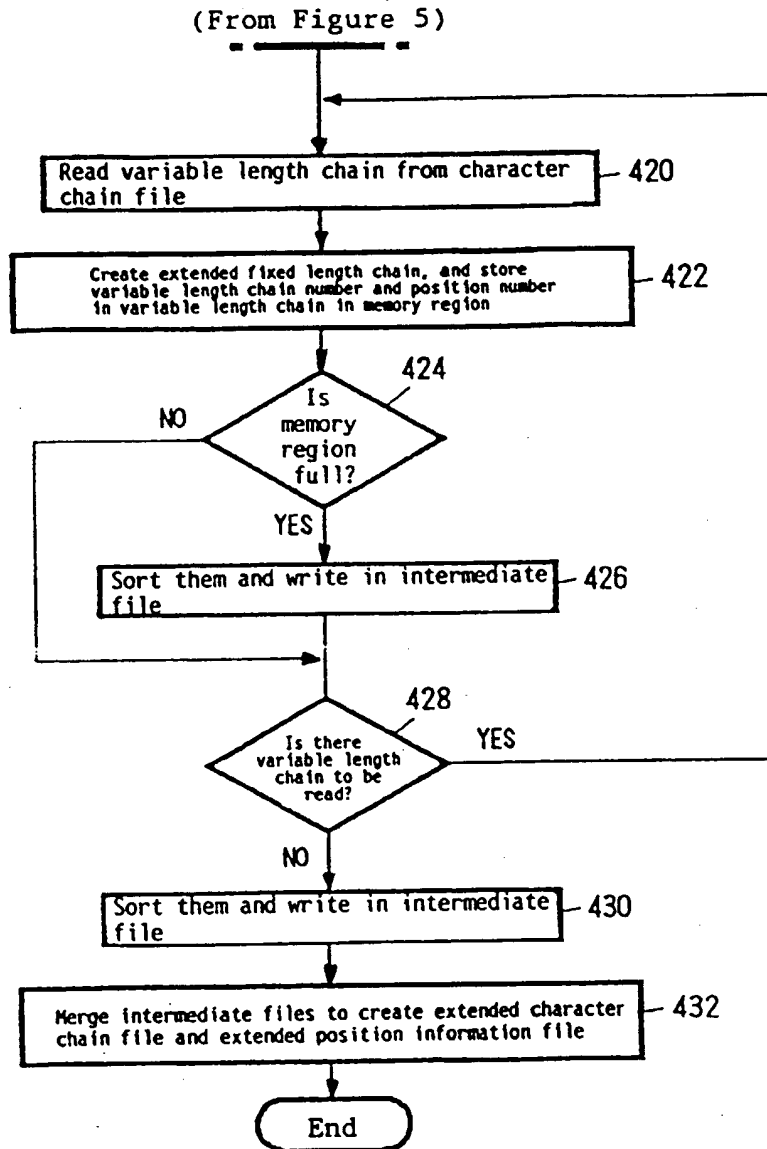 (From Figure 5)
Read variable length chain from character
chain file
420
Create extended fixed length chain, and store
variable length chain number and position number
in variable length chain in memory region
422
424
Is
memory
region
full?
NO
YES
Sort them and write in intermediate
file
426
428
Is there
variable length
chain to be
read?
YES
NO
Sort them and write in intermediate
file
430
Merge intermediate files to create extended character
chain file and extended position information file
432
End